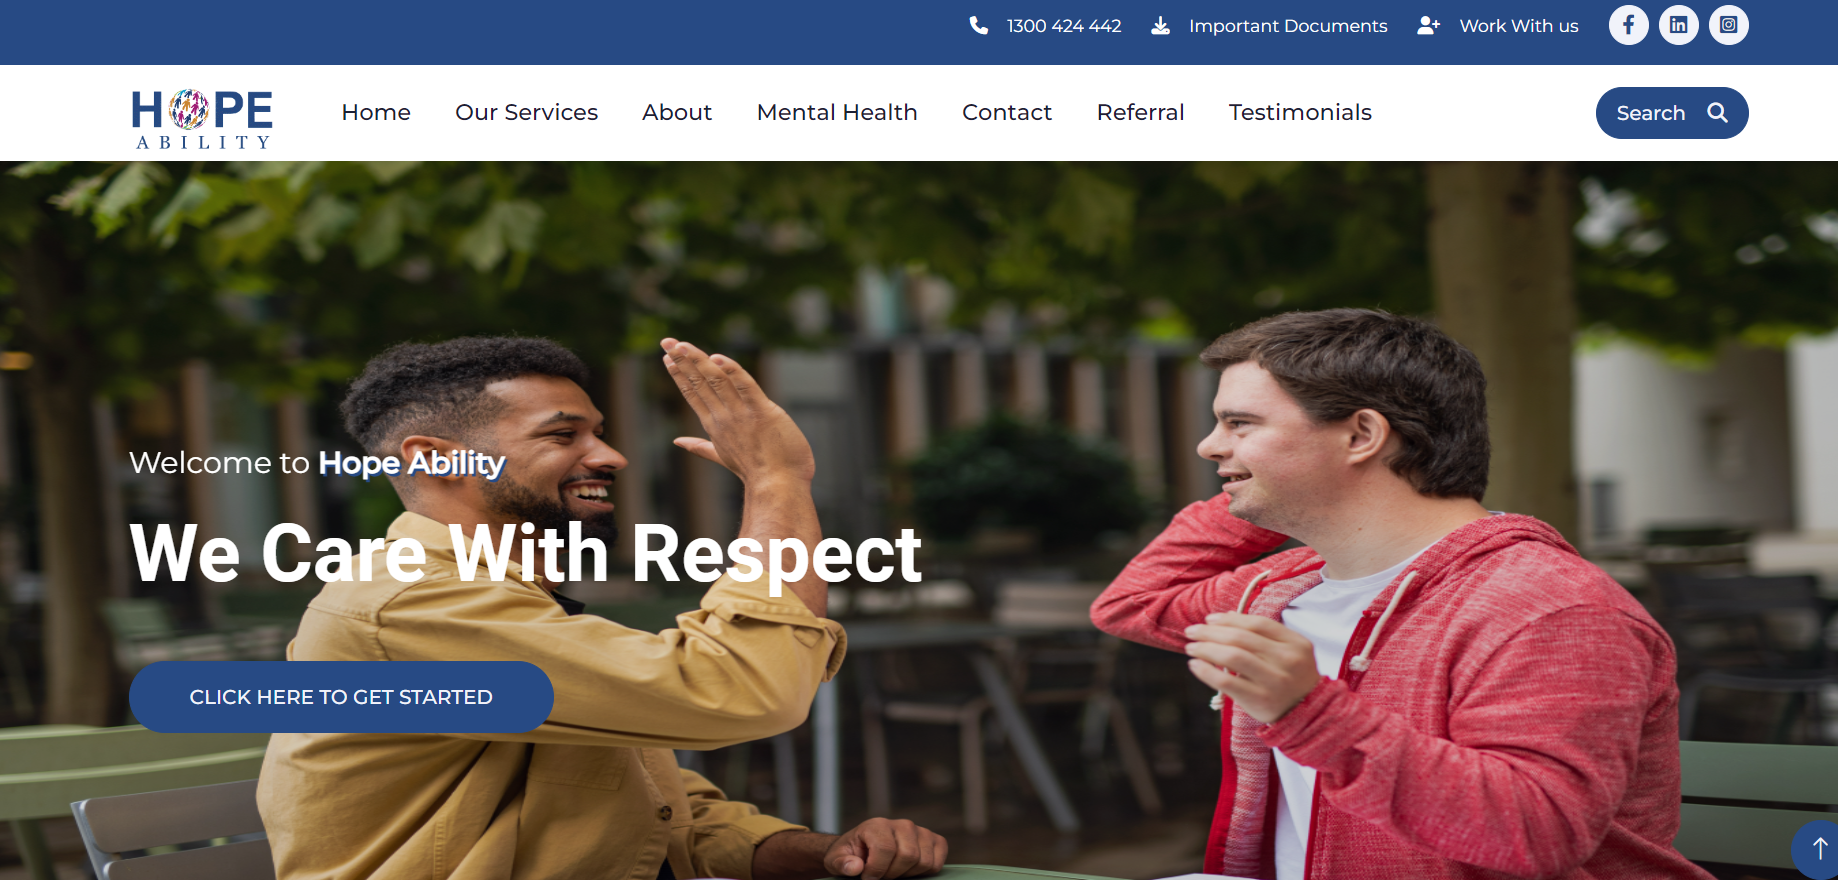 1300 424 442 Important Documents Work With us
HOPE
ABILITY
Home Our Services About Mental Health Contact Referral Testimonials
Search
Welcome to Hope Ability
We Care With Respect
CLICK HERE TO GET STARTED